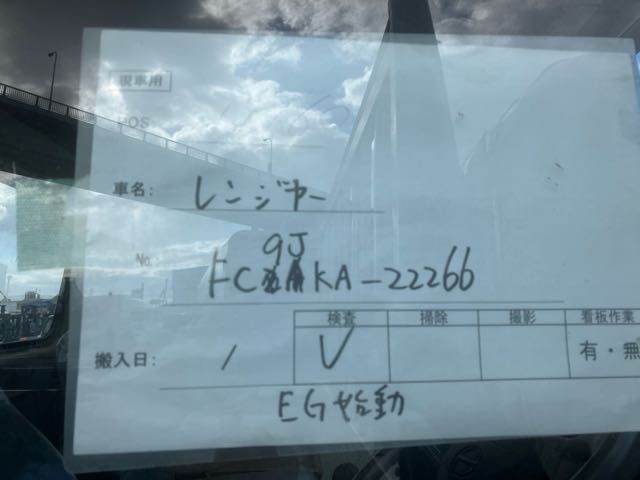 現車用
POS
車名: レンジャー
No.
9J
FC KA-22266
検査 掃除 撮影 看板作業
搬入日: / V 有・無
EG始動